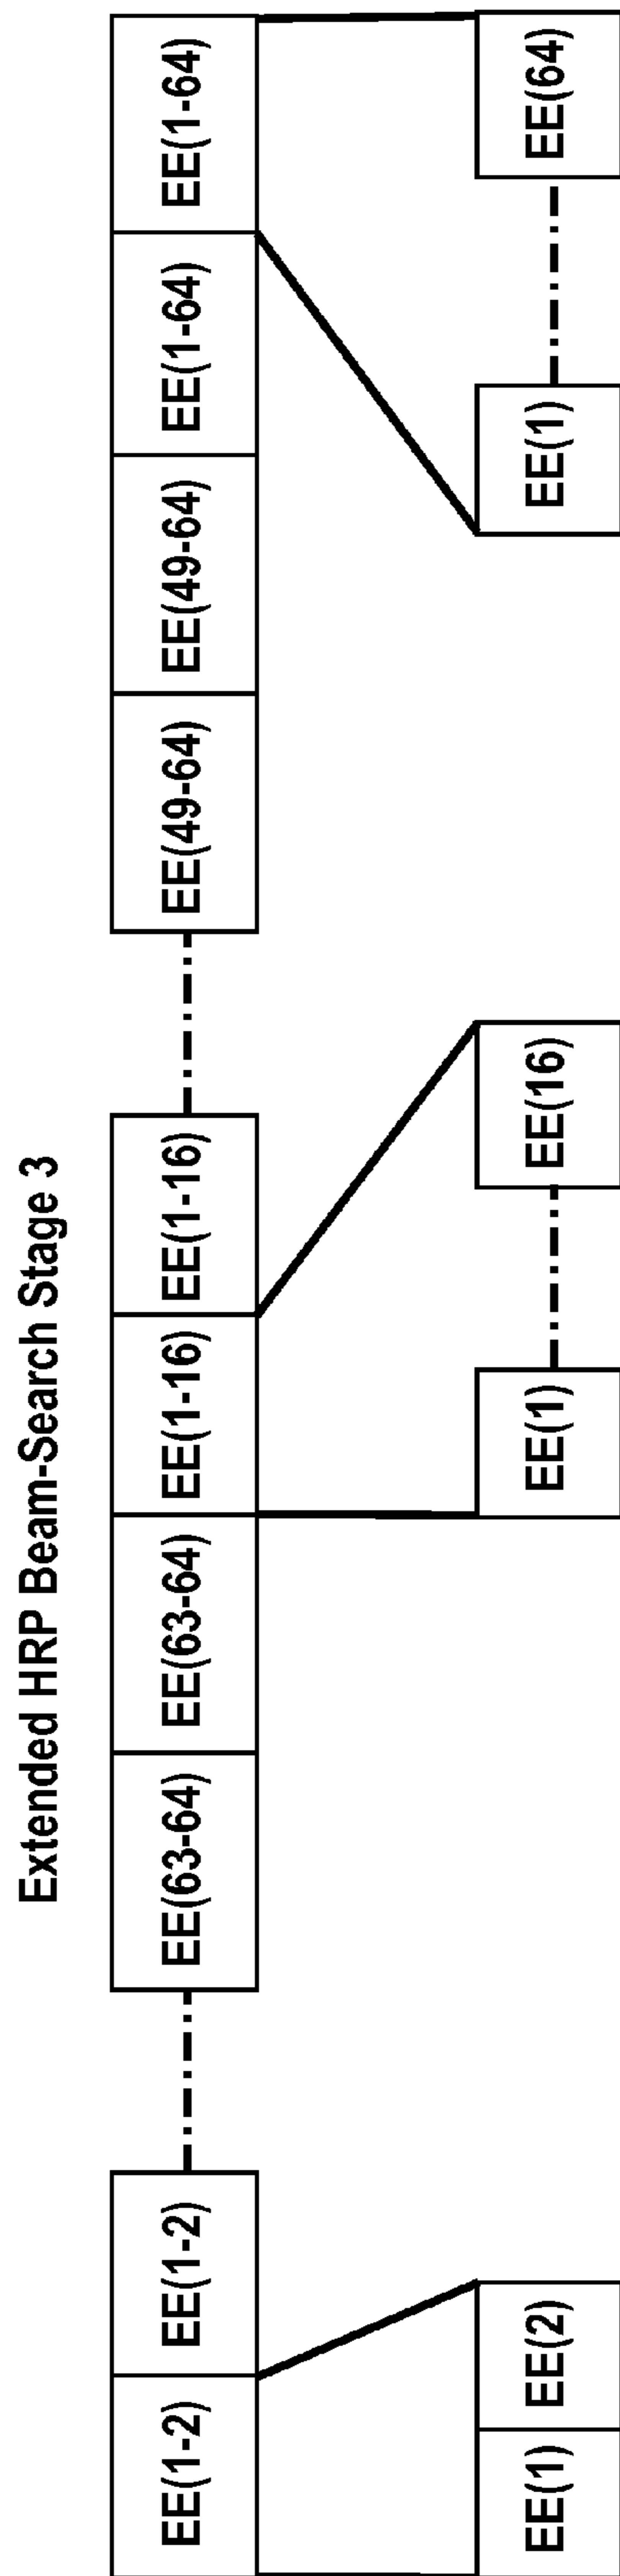 Extended HRP Beam-Search Stage 3
EE(1-2)
EE(1-2)
EE(63-64)
EE(63-64)
EE(1-16)
EE(1-16)
EE(49-64)
EE(49-64)
EE(1-64)
EE(1-64)
EE(1)
EE(2)
EE(1)
EE(16)
EE(1)
EE(64)